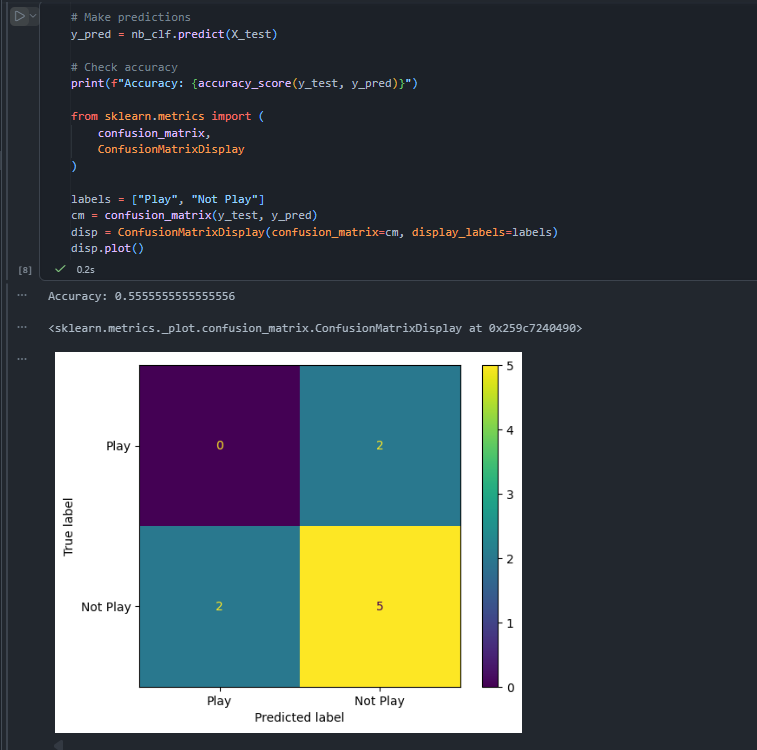 # Make predictions
y_pred = nb_clf.predict(X_test)
# Check accuracy
print(f"Accuracy: {accuracy_score(y_test, y_pred)}")
from sklearn.metrics import (
confusion_matrix,
ConfusionMatrixDisplay
)
labels = ["Play", "Not Play"]
cm = confusion_matrix(y_test, y_pred)
disp = ConfusionMatrixDisplay(confusion_matrix=cm, display_labels=labels)
disp.plot()
[8] 0.2s
... Accuracy: 0.5555555555555556
... <sklearn.metrics._plot.confusion_matrix.ConfusionMatrixDisplay at 0x259c7240490>
...
5
4
3
2
1
0
True label
Play
0 2
Not Play
2 5
Play Not Play
Predicted label